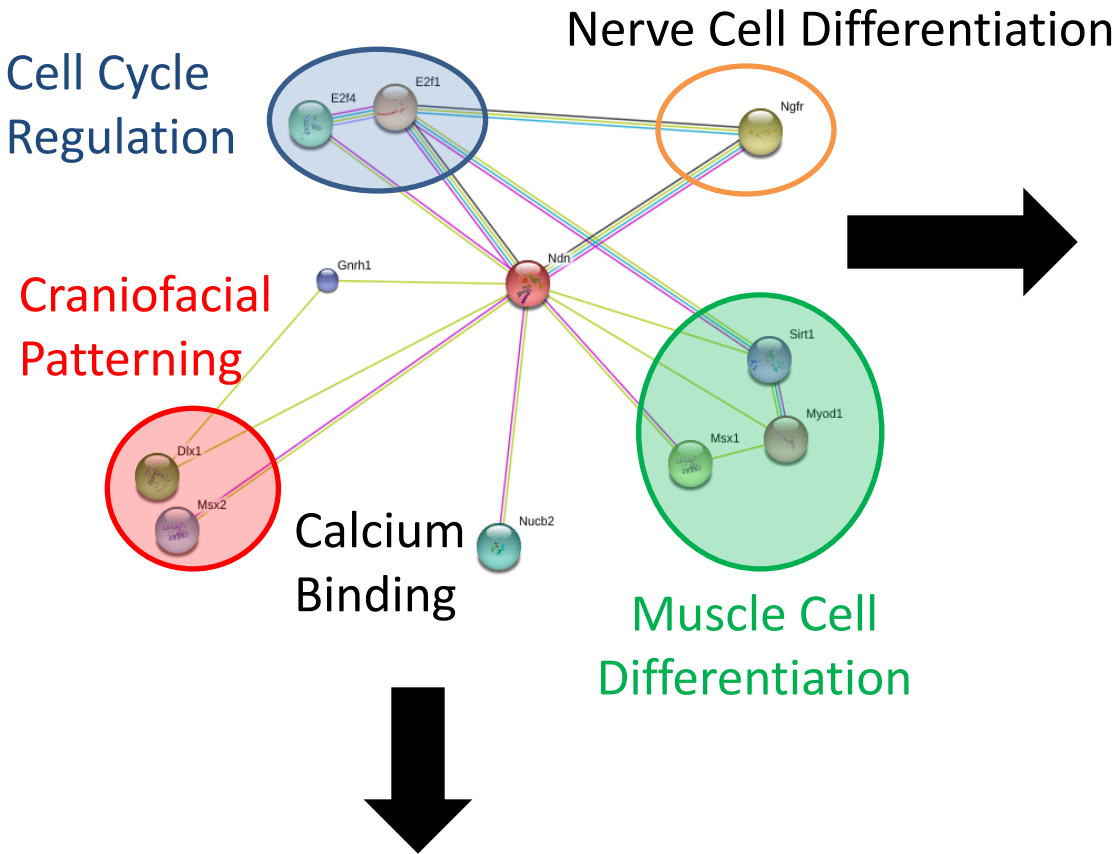 Nerve Cell Differentiation
Cell Cycle
Regulation
E2f4
E2f1
Ngfr
Ndn
Gnrh1
Craniofacial
Patterning
Sirt1
Myod1
Msx1
Dlx1
Msx2
Nucb2
Calcium
Binding
Muscle Cell
Differentiation